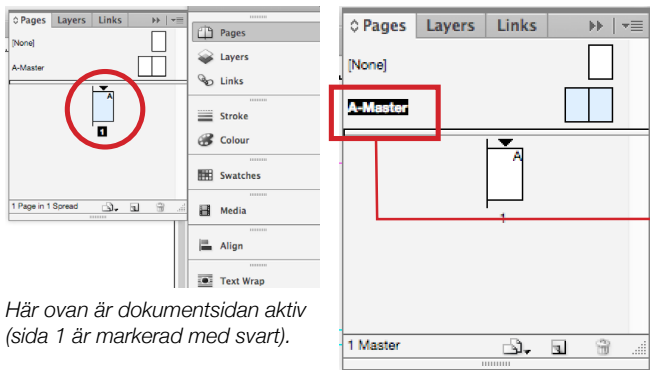 Pages Layers Links
[None]
A-Master
A
1
1 Page in 1 Spread
Pages
Layers
Links
Stroke
Colour
Swatches
Media
Align
Text Wrap
Här ovan är dokumentsidan aktiv
(sida 1 är markerad med svart).
Pages Layers Links
[None]
A-Master
A
1
1 Master